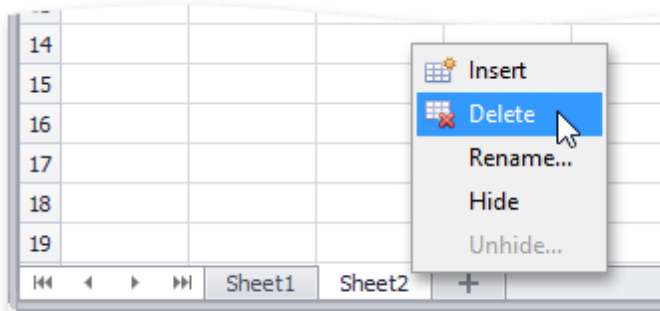 14
15
16
17
18
19
Insert
Delete
Rename...
Hide
Unhide...
Sheet1 Sheet2